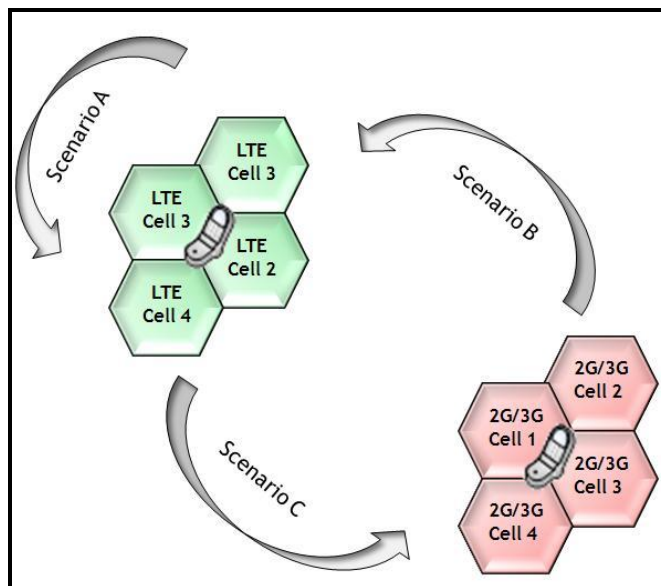 Scenario A
LTE
Cell 3
LTE
Cell 3
LTE
Cell 2
LTE
Cell 4
Scenario B
2G/3G
Cell 2
2G/3G
Cell 1
2G/3G
Cell 3
2G/3G
Cell 4
Scenario C